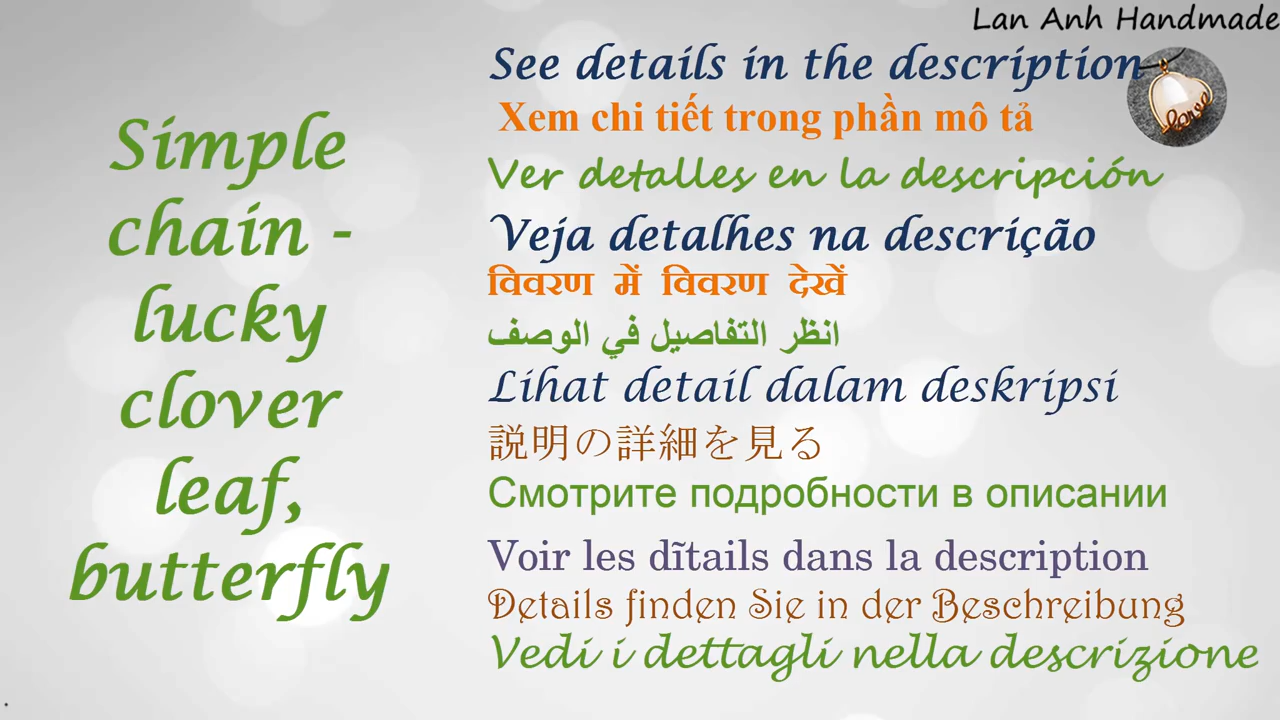 Lan Anh Handmade
Simple
chain -
lucky
clover
leaf,
butterfly
See details in the description
Xem chi tiết trong phần mô tả
Ver detalles en la descripción
Veja detalhes na descrição
विवरण में विवरण देखें
انظر التفاصيل في الوصف
Lihat detail dalam deskripsi
説明の詳細を見る
Смотрите подробности в описании
Voir les dĩtails dans la description
Details finden Sie in der Beschreibung
Vedi i dettagli nella descrizione
love